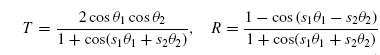 T = \frac{2 \cos \theta_1 \cos \theta_2}{1 + \cos(s_1\theta_1 + s_2\theta_2)}, R = \frac{1 - \cos (s_1\theta_1 - s_2\theta_2)}{1 + \cos(s_1\theta_1 + s_2\theta_2)}